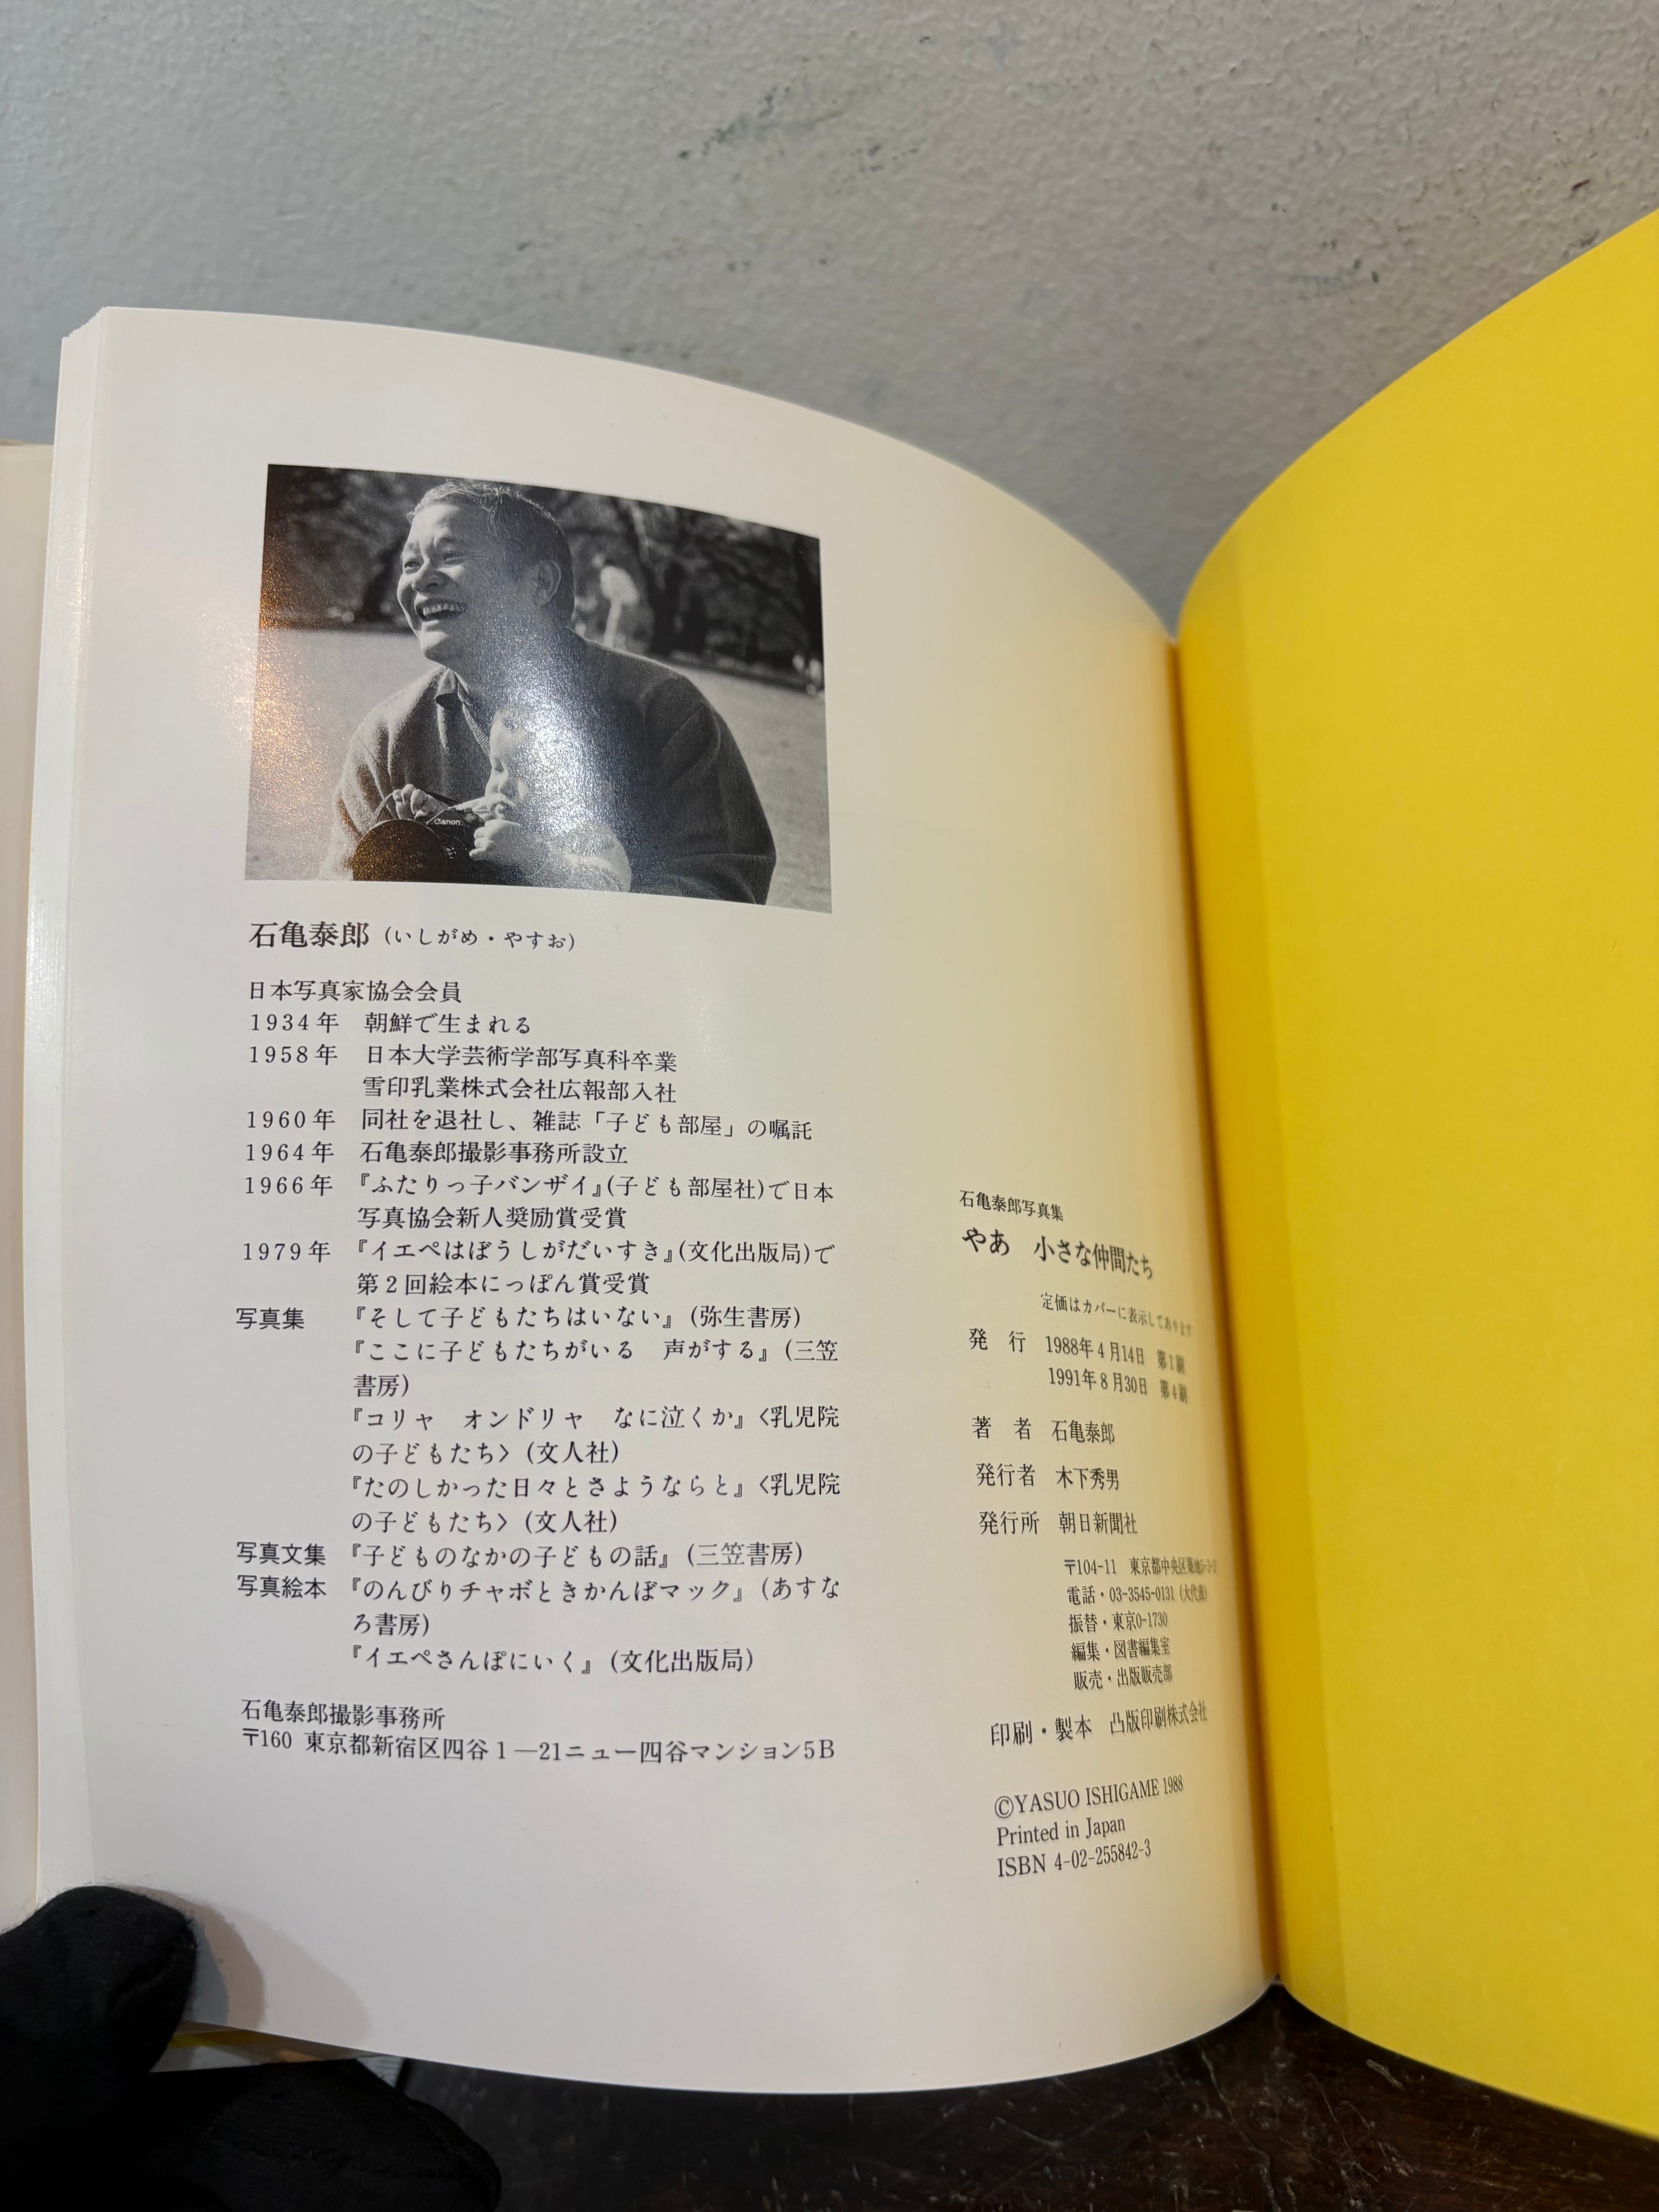 Canon
石亀泰郎(いしがめ・やすお)
日本写真家協会会員
1934年 朝鮮で生まれる
1958年 日本大学芸術学部写真科卒業
雪印乳業株式会社広報部入社
1960年 同社を退社し、雑誌「子ども部屋」の嘱託
1964年 石亀泰郎撮影事務所設立
1966年 『ふたりっ子バンザイ』(子ども部屋社)で日本
写真協会新人奨励賞受賞
1979年 『イエペはぼうしがだいすき』(文化出版局)で
第2回絵本にっぽん賞受賞
写真集 『そして子どもたちはいない』(弥生書房)
『ここに子どもたちがいる 声がする』(三笠
書房)
『コリャ オンドリャ なに泣くか』〈乳児院
の子どもたち〉(文人社)
『たのしかった日々とさようならと』〈乳児院
の子どもたち〉(文人社)
写真文集 『子どものなかの子どもの話』(三笠書房)
写真絵本 『のんびりチャボときかんぼマック』(あすな
ろ書房)
『イエペさんぽにいく』(文化出版局)
石亀泰郎撮影事務所
〒160 東京都新宿区四谷1―21ニュー四谷マンション5B
石亀泰郎写真集
やあ 小さな仲間たち
定価はカバーに表示してあります
発 行 1988年4月14日 第1刷
1991年8月30日 第4刷
著 者 石亀泰郎
発行者 木下秀男
発行所 朝日新聞社
〒104-11 東京都中央区築地
電話・03-3545-0131(大代表)
振替・東京0-1730
編集・図書編集室
販売・出版販売部
印刷・製本 凸版印刷株式会社
©YASUO ISHIGAME 1988
Printed in Japan
ISBN 4-02-255842-3